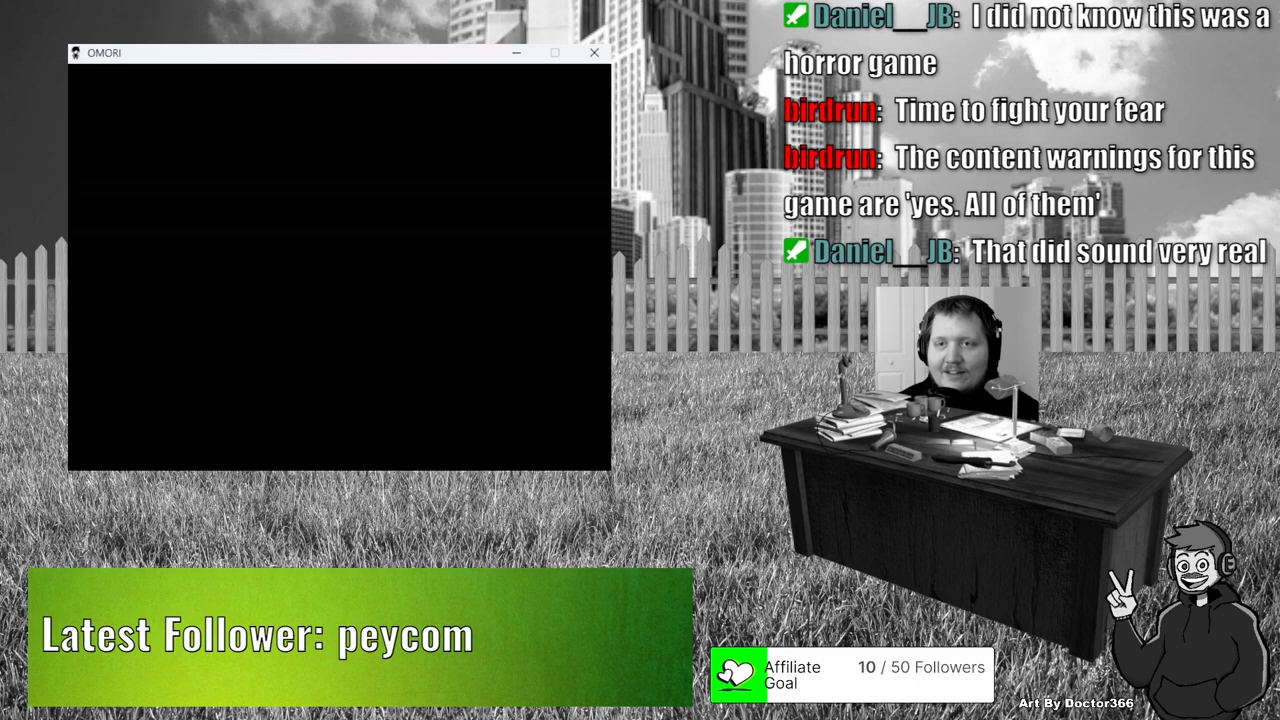 OMORI
Daniel__JB: I did not know this was a
horror game
birdrun: Time to fight your fear
birdrun: The content warnings for this
game are 'yes. All of them'
Daniel__JB: That did sound very real
Latest Follower: peycom
Affiliate
Goal
10 / 50 Followers
Art By Doctor366